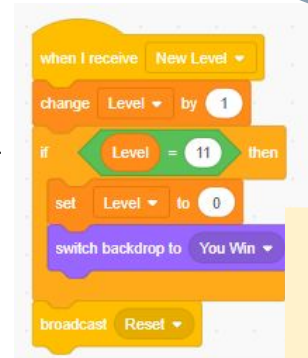 when I receive New Level
change Level by 1
if Level = 11 then
set Level to 0
switch backdrop to You Win
broadcast Reset